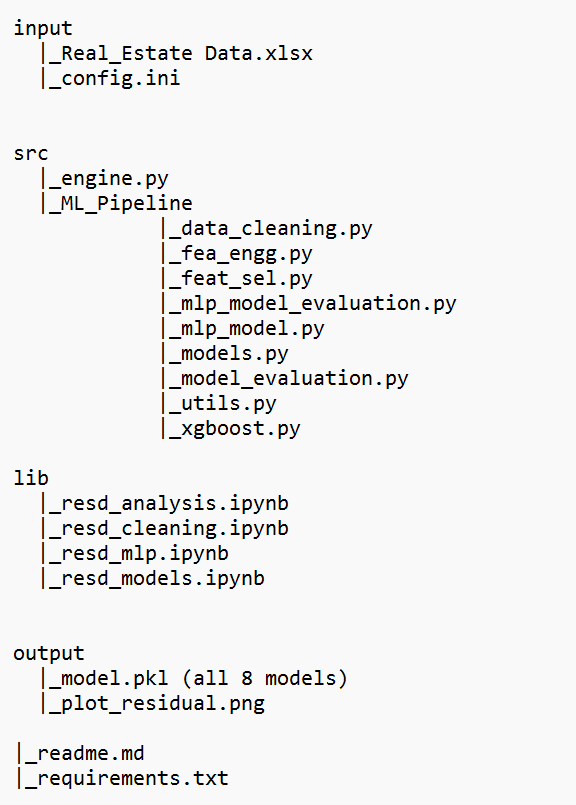 input
|_Real_Estate Data.xlsx
|_config.ini
src
|_engine.py
|_ML_Pipeline
|_data_cleaning.py
|_fea_engg.py
|_feat_sel.py
|_mlp_model_evaluation.py
|_mlp_model.py
|_models.py
|_model_evaluation.py
|_utils.py
|_xgboost.py
lib
|_resd_analysis.ipynb
|_resd_cleaning.ipynb
|_resd_mlp.ipynb
|_resd_models.ipynb
output
|_model.pkl (all 8 models)
|_plot_residual.png
|_readme.md
|_requirements.txt